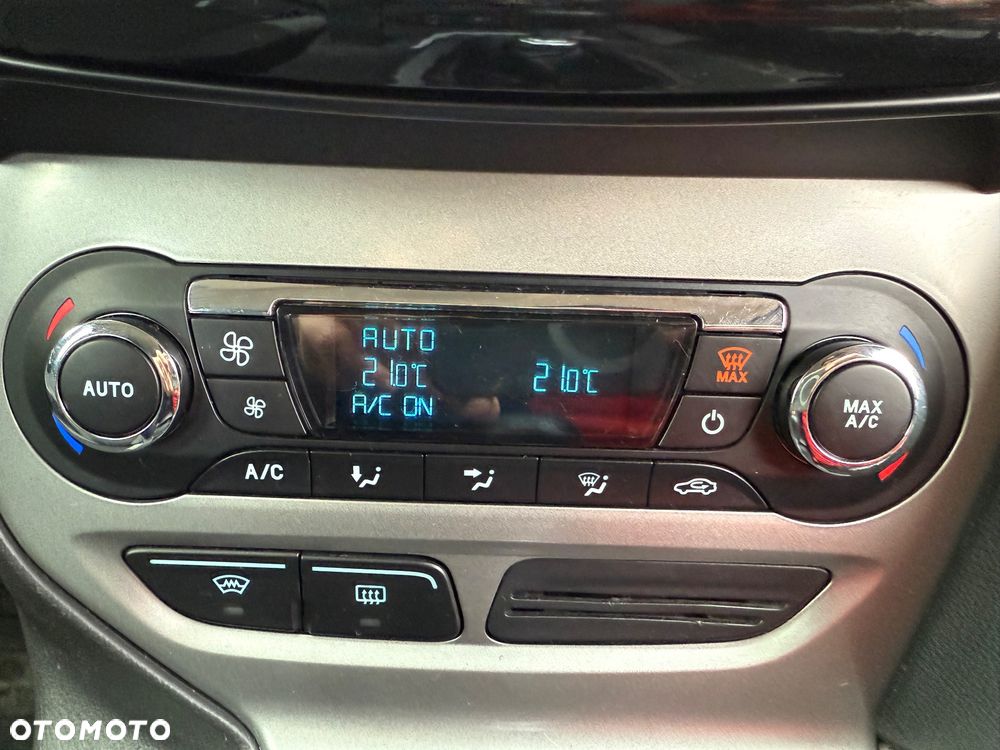 AUTO
21.0°C 21.0°C
A/C ON
AUTO
MAX
MAX
A/C
A/C
OTOMOTO